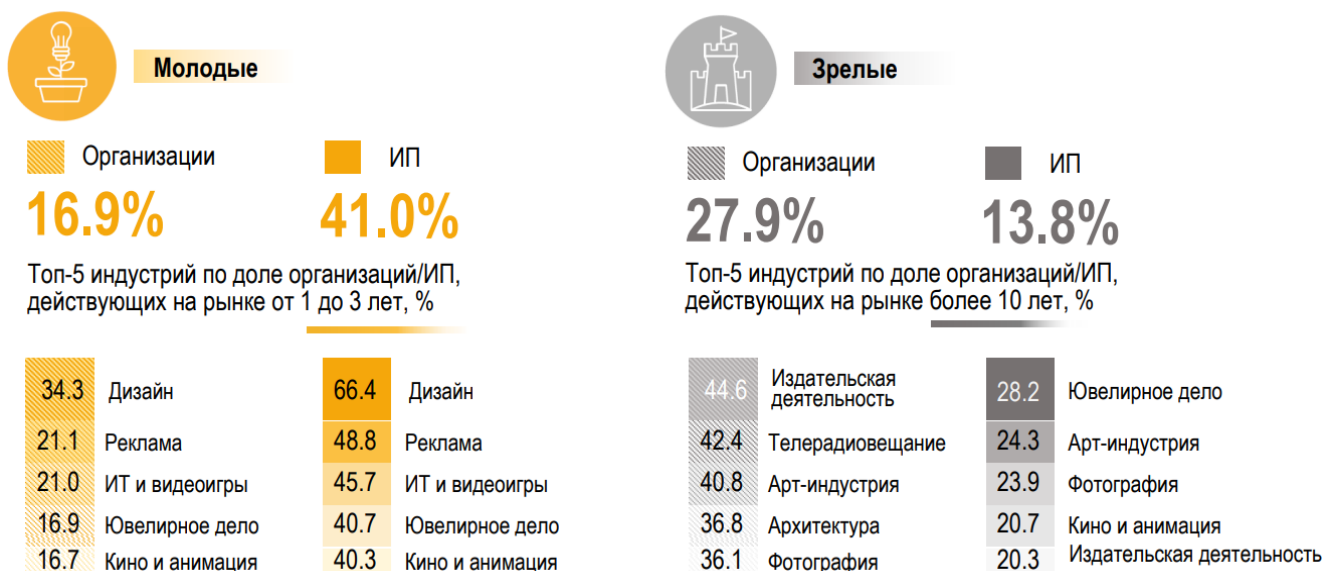 Молодые
Организации
ИП
16.9%
41.0%
Топ-5 индустрий по доле организаций/ИП,
действующих на рынке от 1 до 3 лет, %
34.3 Дизайн
21.1 Реклама
21.0 ИТ и видеоигры
16.9 Ювелирное дело
16.7 Кино и анимация
66.4 Дизайн
48.8 Реклама
45.7 ИТ и видеоигры
40.7 Ювелирное дело
40.3 Кино и анимация
Зрелые
Организации
ИП
27.9%
13.8%
Топ-5 индустрий по доле организаций/ИП,
действующих на рынке более 10 лет, %
44.6 Издательская
деятельность
42.4 Телерадиовещание
40.8 Арт-индустрия
36.8 Архитектура
36.1 Фотография
28.2 Ювелирное дело
24.3 Арт-индустрия
23.9 Фотография
20.7 Кино и анимация
20.3 Издательская деятельность